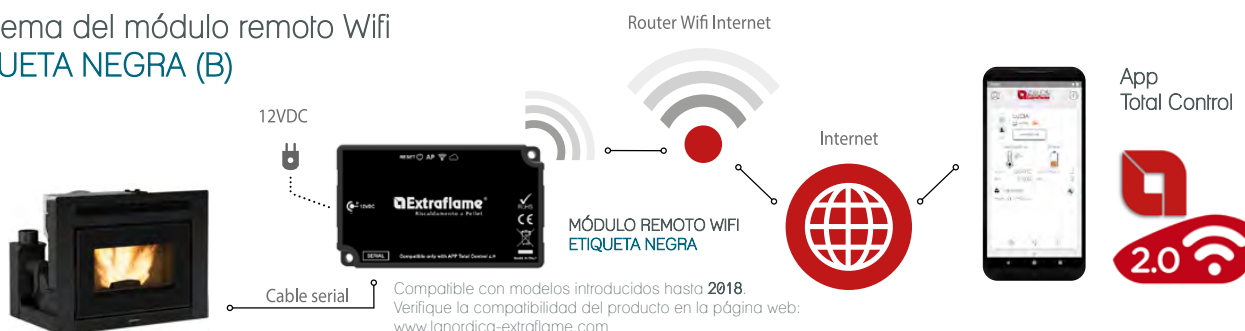 ema del módulo remoto Wifi
UETA NEGRA (B)
Router Wifi Internet
App
Total Control
12VDC
Internet
RESET AP
12VDC
Extraflame
Riscaldamento a Pellet
RoHS
CE
SERIAL
Compatible only with APP Total Control 2.0
MADE IN ITALY
MÓDULO REMOTO WIFI
ETIQUETA NEGRA
2.0
Cable serial
Compatible con modelos introducidos hasta 2018.
Verifique la compatibilidad del producto en la página web:
www.lanordica-extraflame.com